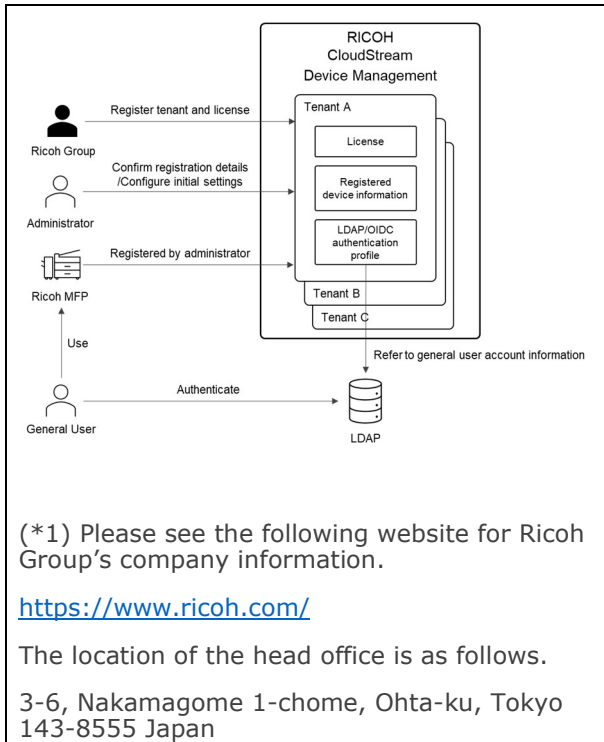 RICOH
CloudStream
Device Management
Tenant A
Register tenant and license
License
Ricoh Group
Confirm registration details
/Configure initial settings
Registered
device information
Administrator
LDAP/OIDC
authentication
profile
Registered by administrator
Ricoh MFP
Tenant B
Tenant C
Use
Refer to general user account information
Authenticate
General User
LDAP
(*1) Please see the following website for Ricoh
Group’s company information.
https://www.ricoh.com/
The location of the head office is as follows.
3-6, Nakamagome 1-chome, Ohta-ku, Tokyo
143-8555 Japan